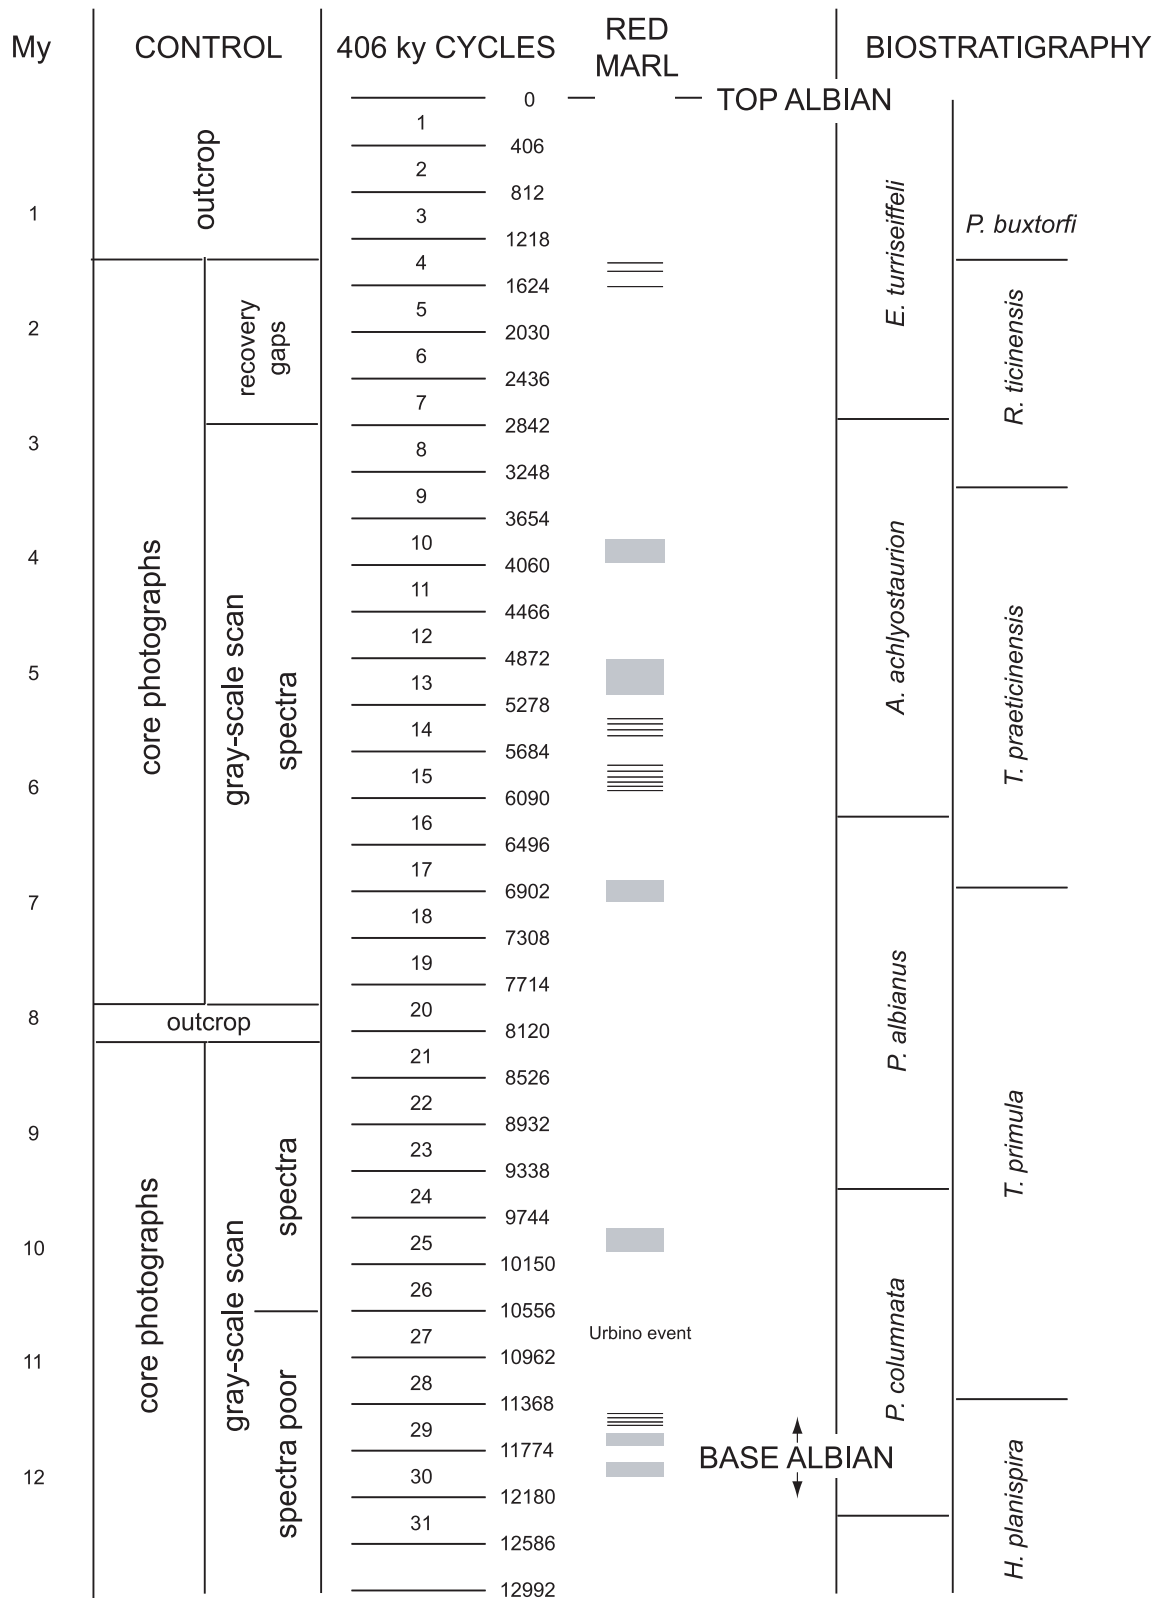 My
CONTROL
406 ky CYCLES
RED
MARL
BIOSTRATIGRAPHY
0
TOP ALBIAN
1
406
2
812
3
1218
4
1624
5
2030
6
2436
7
2842
8
3248
9
3654
10
4060
11
4466
12
4872
13
5278
14
5684
15
6090
16
6496
17
6902
18
7308
19
7714
20
8120
21
8526
22
8932
23
9338
24
9744
25
10150
26
10556
27
10962
28
11368
29
11774
30
12180
31
12586
12992
1
2
3
4
5
6
7
8
9
10
11
12
outcrop
recovery
gaps
core photographs
gray-scale scan
spectra
outcrop
core photographs
gray-scale scan
spectra
spectra poor
Urbino event
BASE ALBIAN
E. turriseiffeli
A. achlyostaurion
P. albianus
P. columnata
P. buxtorfi
R. ticinensis
T. praeticinensis
T. primula
H. planispira